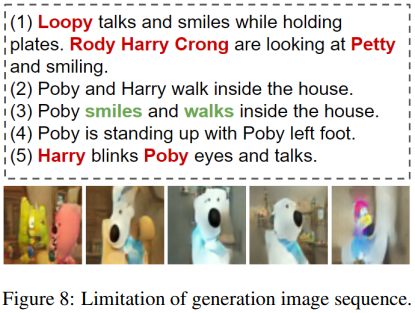 (1) Loopy talks and smiles while holding
plates. Rody Harry Crong are looking at Petty
and smiling.
(2) Poby and Harry walk inside the house.
(3) Poby smiles and walks inside the house.
(4) Poby is standing up with Poby left foot.
(5) Harry blinks Poby eyes and talks.
Figure 8: Limitation of generation image sequence.